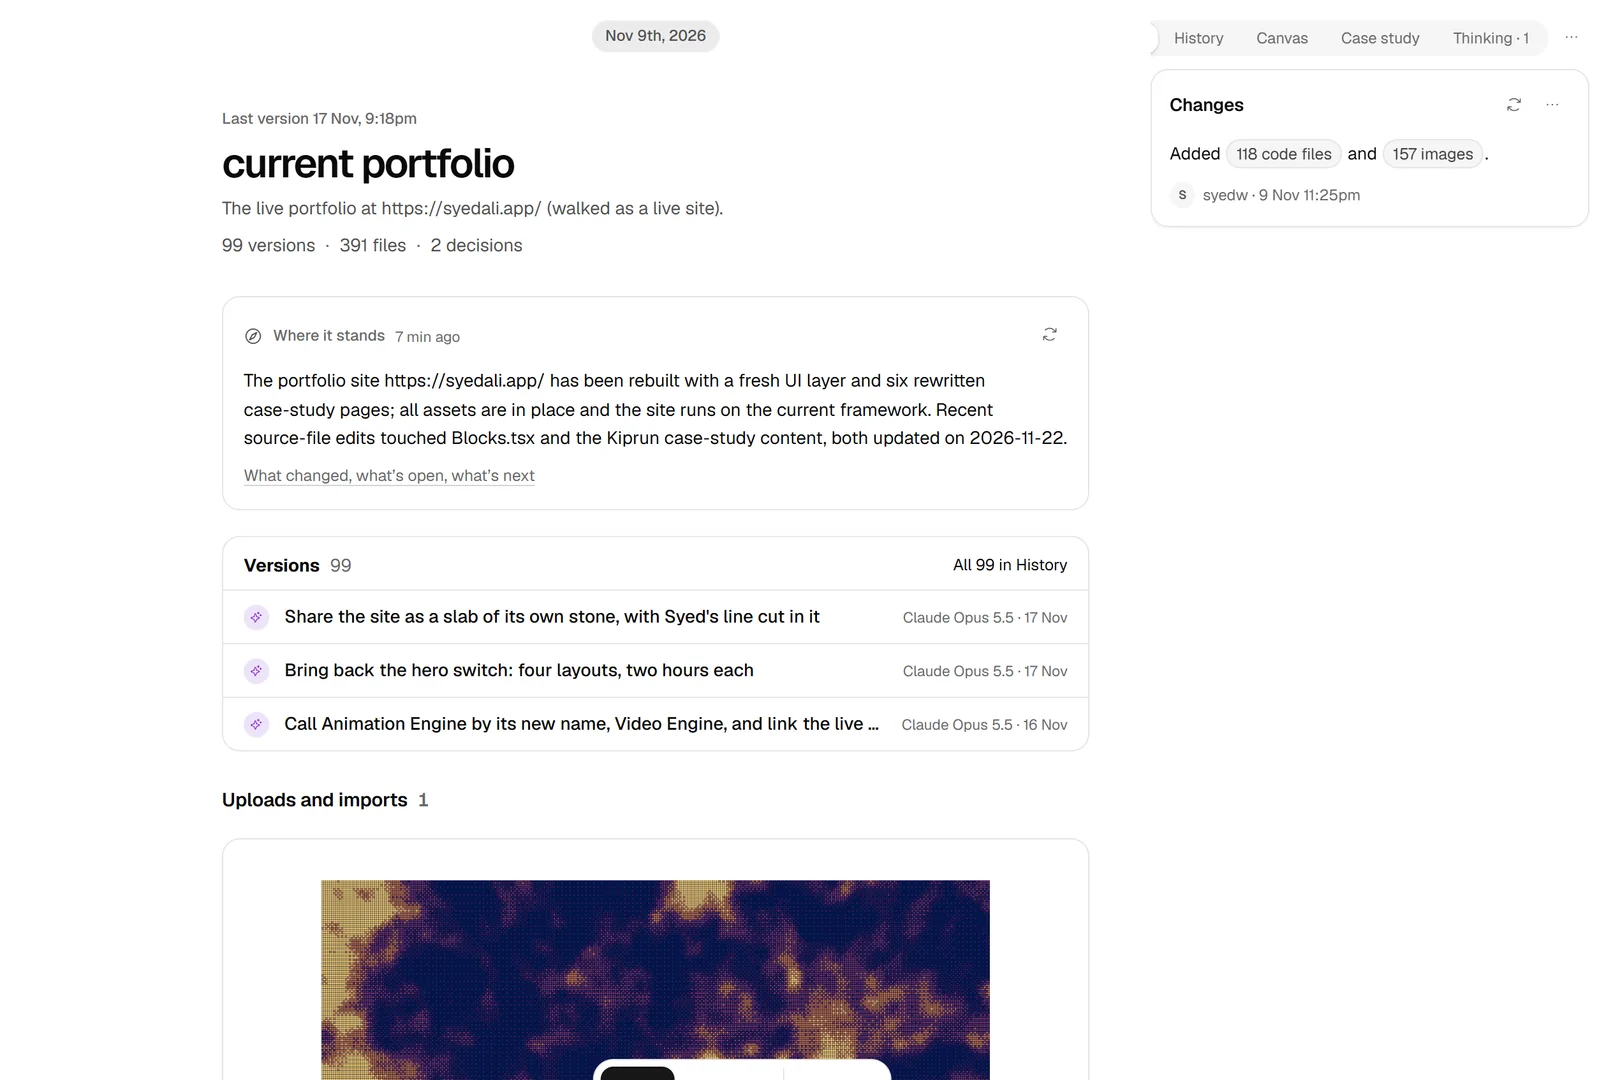 Nov 9th, 2026
History
Canvas
Case study
Thinking · 1
Last version 17 Nov, 9:18pm
current portfolio
The live portfolio at https://syedali.app/ (walked as a live site).
99 versions · 391 files · 2 decisions
Changes
Added 118 code files and 157 images.
S syedw · 9 Nov 11:25pm
Where it stands 7 min ago
The portfolio site https://syedali.app/ has been rebuilt with a fresh UI layer and six rewritten
case-study pages; all assets are in place and the site runs on the current framework. Recent
source-file edits touched Blocks.tsx and the Kiprun case-study content, both updated on 2026-11-22.
What changed, what’s open, what’s next
Versions 99
All 99 in History
Share the site as a slab of its own stone, with Syed's line cut in it
Claude Opus 5.5 · 17 Nov
Bring back the hero switch: four layouts, two hours each
Claude Opus 5.5 · 17 Nov
Call Animation Engine by its new name, Video Engine, and link the live ...
Claude Opus 5.5 · 16 Nov
Uploads and imports 1